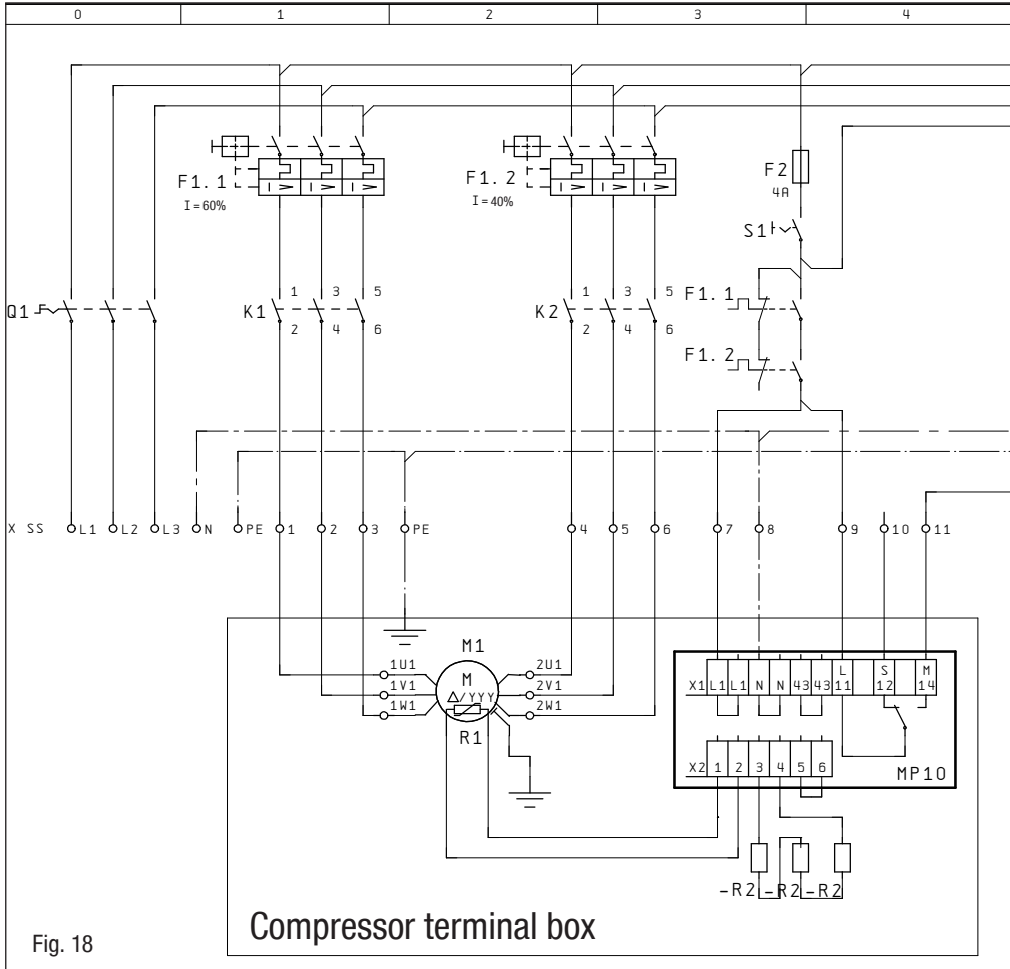 0 1 2 3 4
F1.1
I = 60%
F1.2
I = 40%
F2
4A
S1
I > I > I >
I > I > I >
Q1
K1
1 3 5
2 4 6
K2
1 3 5
2 4 6
F1.1
F1.2
X SS L1 L2 L3 N PE 1 2 3 PE 4 5 6 7 8 9 10 11
M1
M
Δ/YYY
R1
1U1
1V1
1W1
2U1
2V1
2W1
L S M
X1 L1 L1 N N 43 43 11 12 14
X2 1 2 3 4 5 6
MP10
-R2 -R2 -R2
Compressor terminal box
Fig. 18